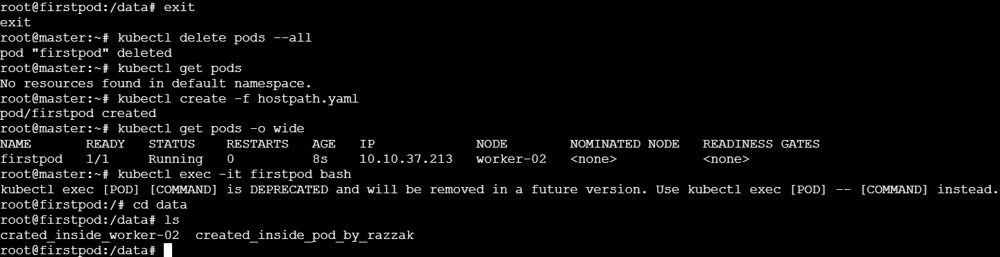 root@firstpod:/data# exit
exit
root@master:~# kubectl delete pods --all
pod "firstpod" deleted
root@master:~# kubectl get pods
No resources found in default namespace.
root@master:~# kubectl create -f hostpath.yaml
pod/firstpod created
root@master:~# kubectl get pods -o wide
NAME READY STATUS RESTARTS AGE IP NODE NOMINATED NODE READINESS GATES
firstpod 1/1 Running 0 8s 10.10.37.213 worker-02 <none> <none>
root@master:~# kubectl exec -it firstpod bash
kubectl exec [POD] [COMMAND] is DEPRECATED and will be removed in a future version. Use kubectl exec [POD] -- [COMMAND] instead.
root@firstpod:/# cd data
root@firstpod:/data# ls
crated_inside_worker-02 created_inside_pod_by_razzak
root@firstpod:/data#